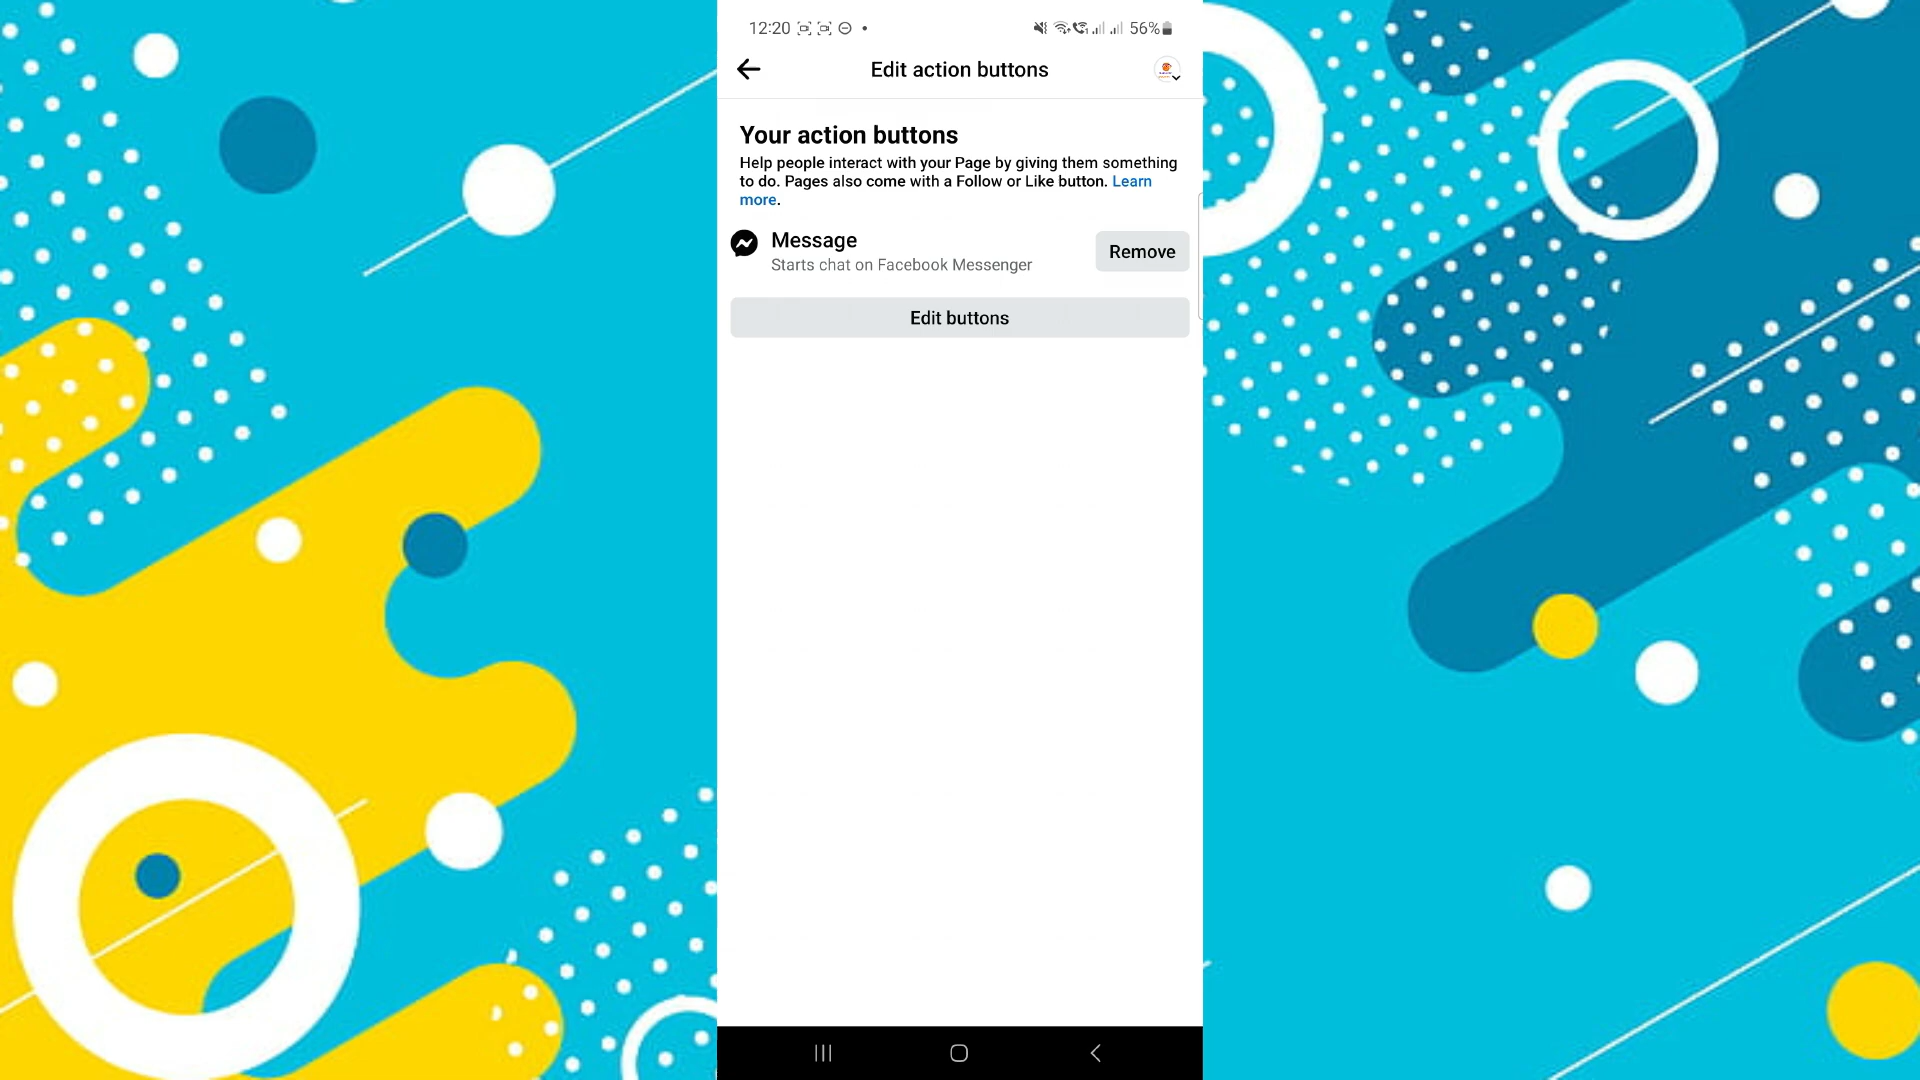 12:20
56%
Edit action buttons
Your action buttons
Help people interact with your Page by giving them something
to do. Pages also come with a Follow or Like button. Learn
more.
Message
Starts chat on Facebook Messenger
Remove
Edit buttons